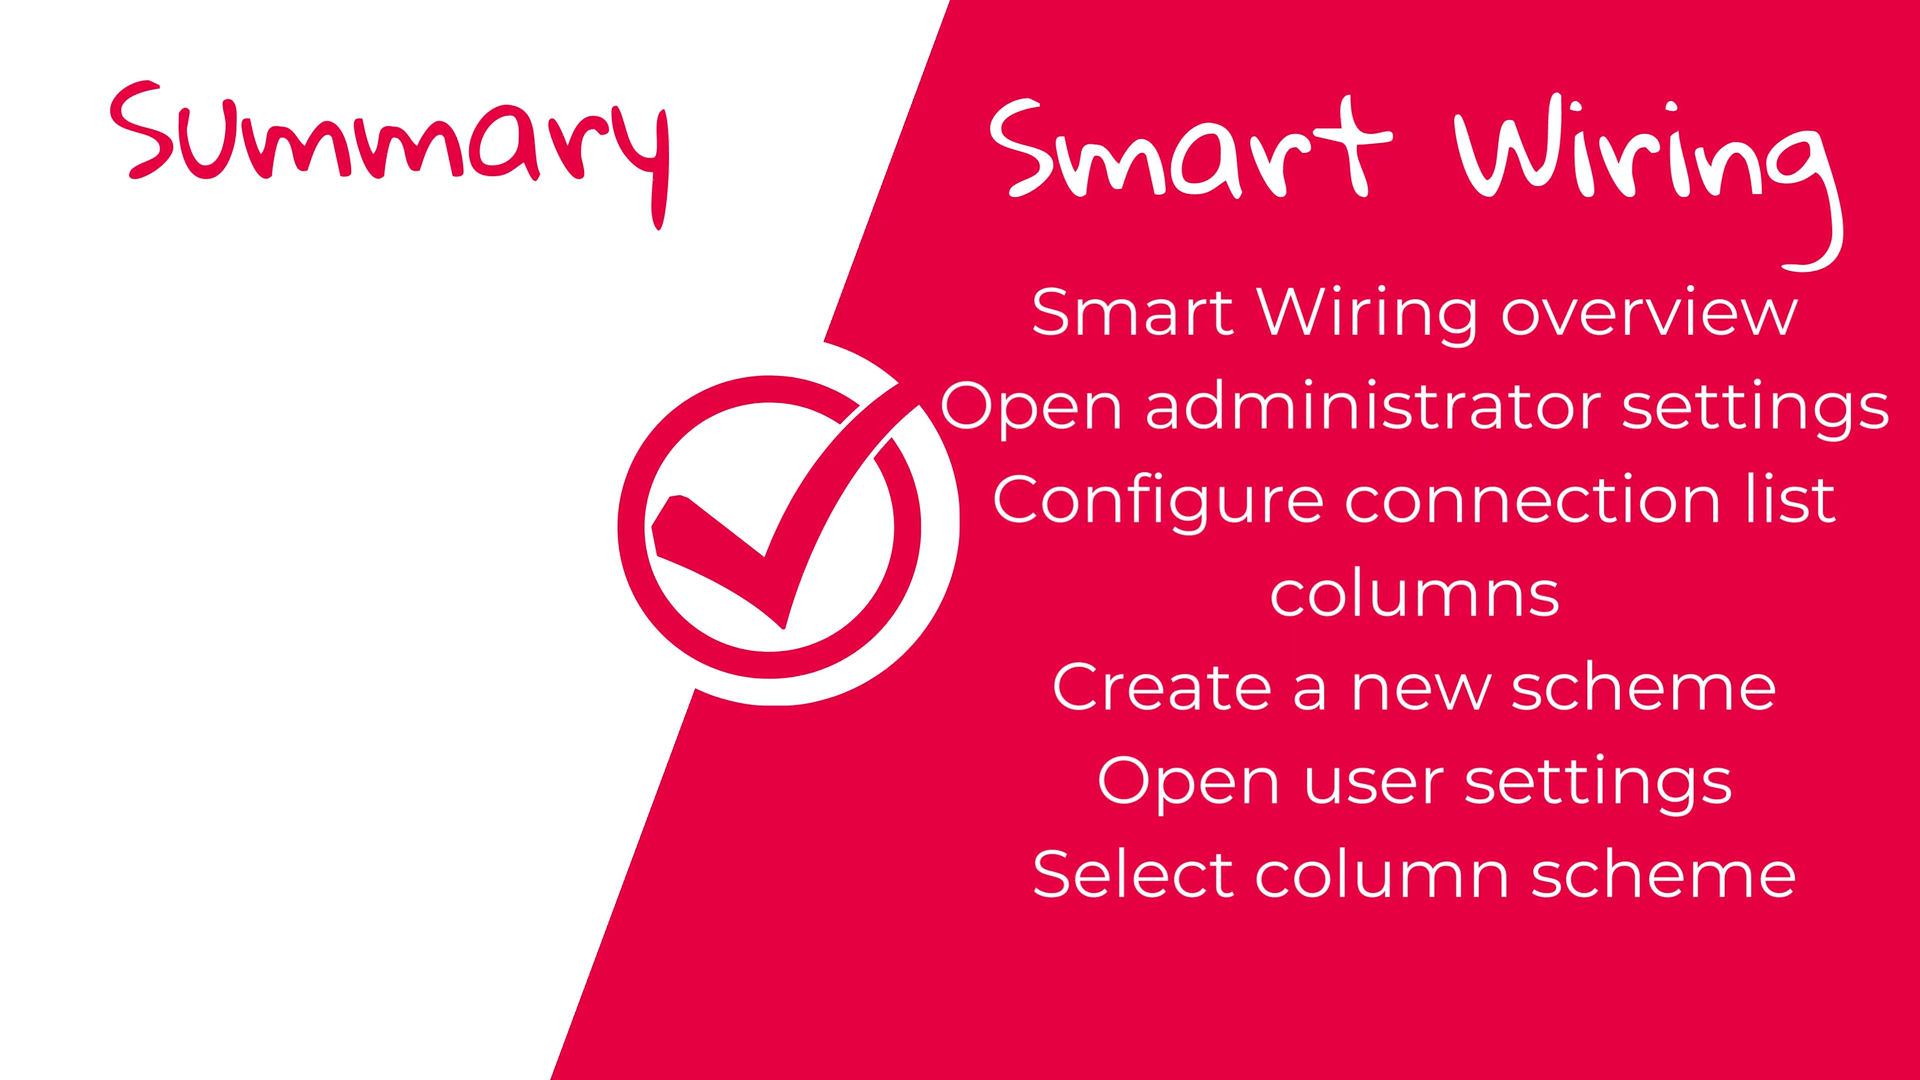 Summary
Smart Wiring
Smart Wiring overview
Open administrator settings
Configure connection list
columns
Create a new scheme
Open user settings
Select column scheme